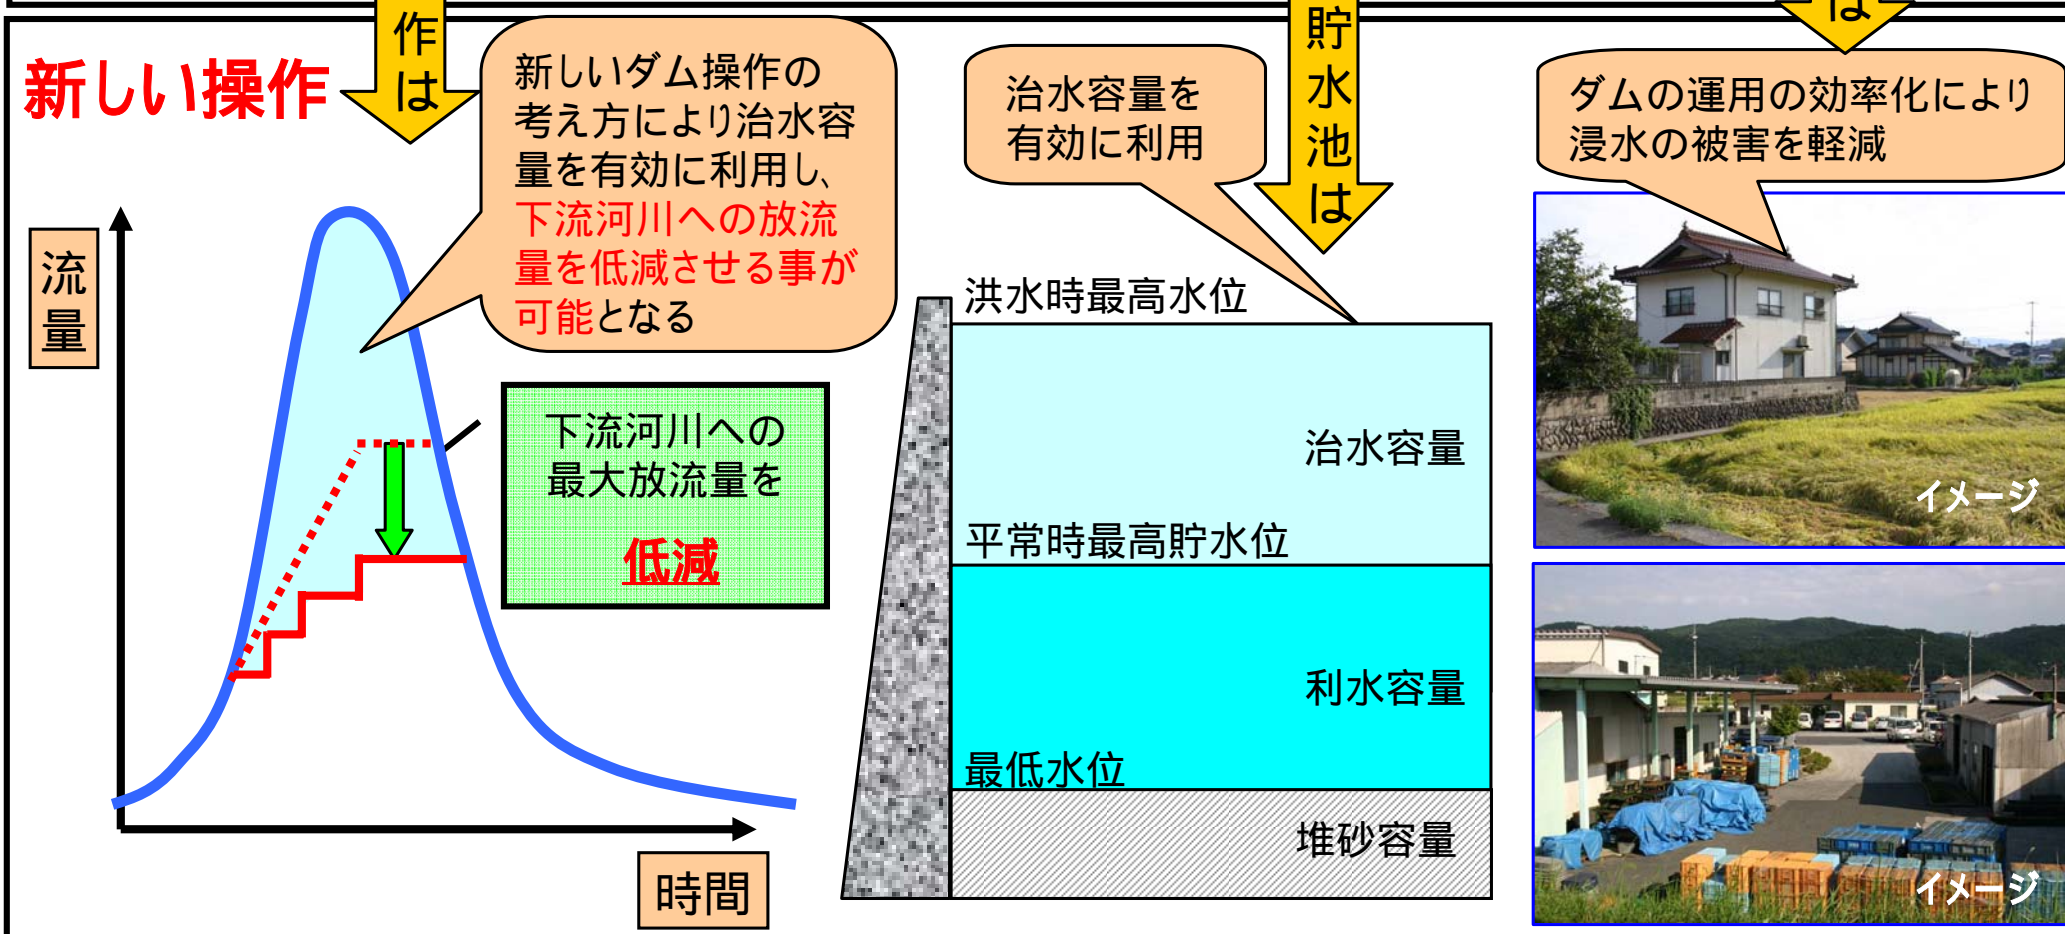 作は
貯水池は
は
新しい操作
新しいダム操作の
考え方により治水容
量を有効に利用し、
下流河川への放流
量を低減させる事が
可能となる
治水容量を
有効に利用
ダムの運用の効率化により
浸水の被害を軽減
流量
下流河川への
最大放流量を
低減
時間
洪水時最高水位
治水容量
平常時最高貯水位
利水容量
最低水位
堆砂容量
イメージ
イメージ